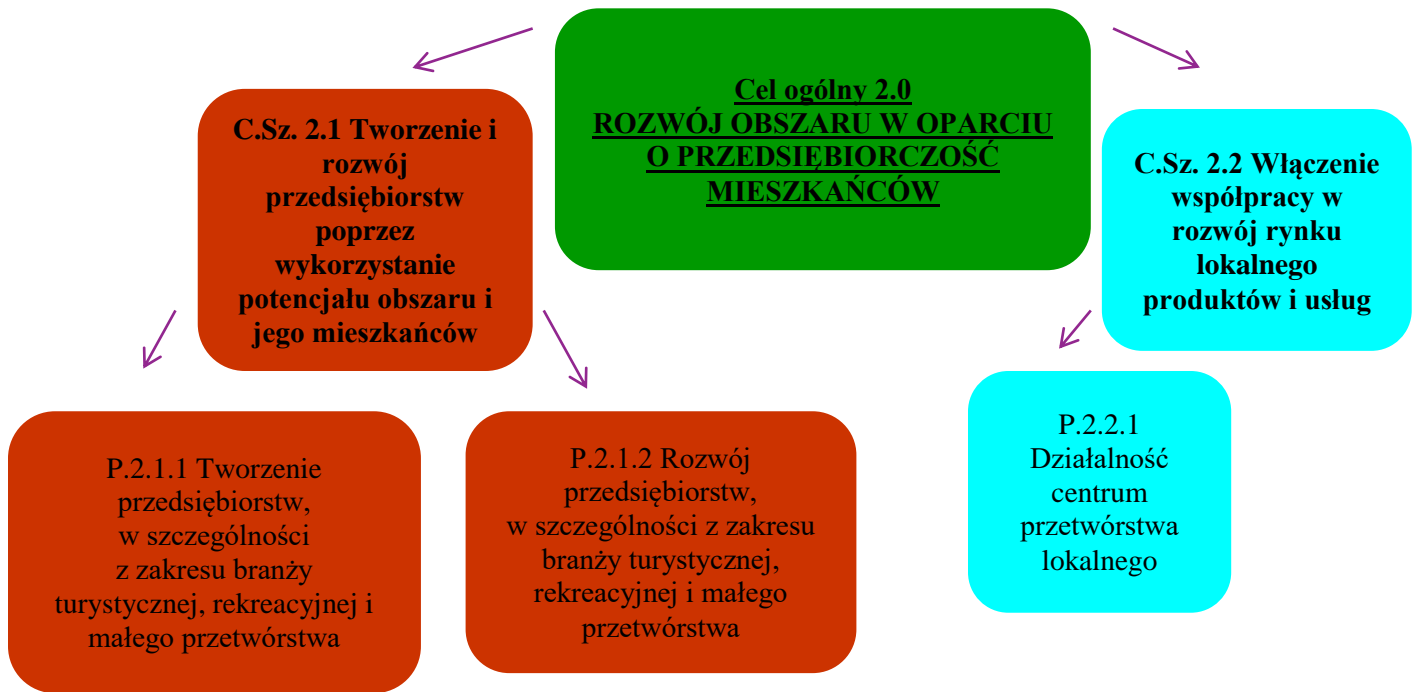 Cel ogólny 2.0
ROZWÓJ OBSZARU W OPARCIU
O PRZEDSIĘBIORCZOŚĆ
MIESZKAŃCÓW
C.Sz. 2.1 Tworzenie i
rozwój
przedsiębiorstw
poprzez
wykorzystanie
potencjału obszaru i
jego mieszkańców
C.Sz. 2.2 Włączenie
współpracy w
rozwój rynku
lokalnego
produktów i usług
P.2.1.1 Tworzenie
przedsiębiorstw,
w szczególności
z zakresu branży
turystycznej, rekreacyjnej i
małego przetwórstwa
P.2.1.2 Rozwój
przedsiębiorstw,
w szczególności z zakresu
branży turystycznej,
rekreacyjnej i małego
przetwórstwa
P.2.2.1
Działalność
centrum
przetwórstwa
lokalnego